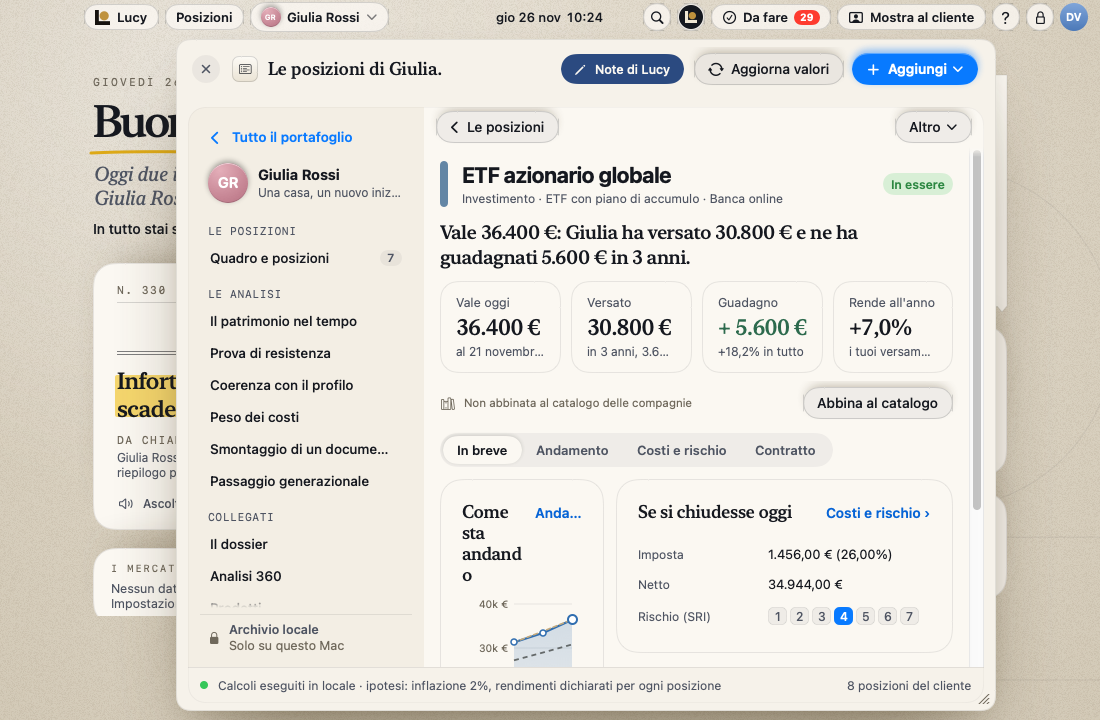 Lucy
Posizioni
GR Giulia Rossi
gio 26 nov 10:24
Da fare 29
Mostra al cliente
?
DV
GIOVEDÌ 2
Le posizioni di Giulia.
Note di Lucy
Aggiorna valori
+ Aggiungi
Oggi due
Giulia
In tutto stai
N. 330
DA
Giulia
riepilogo
I
Nessun
Tutto il portafoglio
GR
Giulia Rossi
Una casa, un nuovo iniz...
LE POSIZIONI
Quadro e posizioni 7
LE ANALISI
Il patrimonio nel tempo
Prova di resistenza
Coerenza con il profilo
Peso dei costi
Smontaggio di un docume...
Passaggio generazionale
COLLEGATI
Il dossier
Analisi 360
Archivio locale
Solo su questo Mac
Le posizioni
Altro
ETF azionario globale
Investimento · ETF con piano di accumulo · Banca online
In essere
Vale 36.400 €: Giulia ha versato 30.800 € e ne ha
guadagnati 5.600 € in 3 anni.
Vale oggi
36.400 €
al 21 novembr...
Versato
30.800 €
in 3 anni, 3.6...
Guadagno
+ 5.600 €
+18,2% in tutto
Rende all'anno
+7,0%
i tuoi versam...
Non abbinata al catalogo delle compagnie
Abbina al catalogo
In breve
Andamento
Costi e rischio
Contratto
Come
sta
andand
o
Anda...
40k €
30k €
Se si chiudesse oggi
Costi e rischio ›
Imposta 1.456,00 € (26,00%)
Netto 34.944,00 €
Rischio (SRI) 1 2 3 4 5 6 7
Calcoli eseguiti in locale · ipotesi: inflazione 2%, rendimenti dichiarati per ogni posizione
8 posizioni del cliente